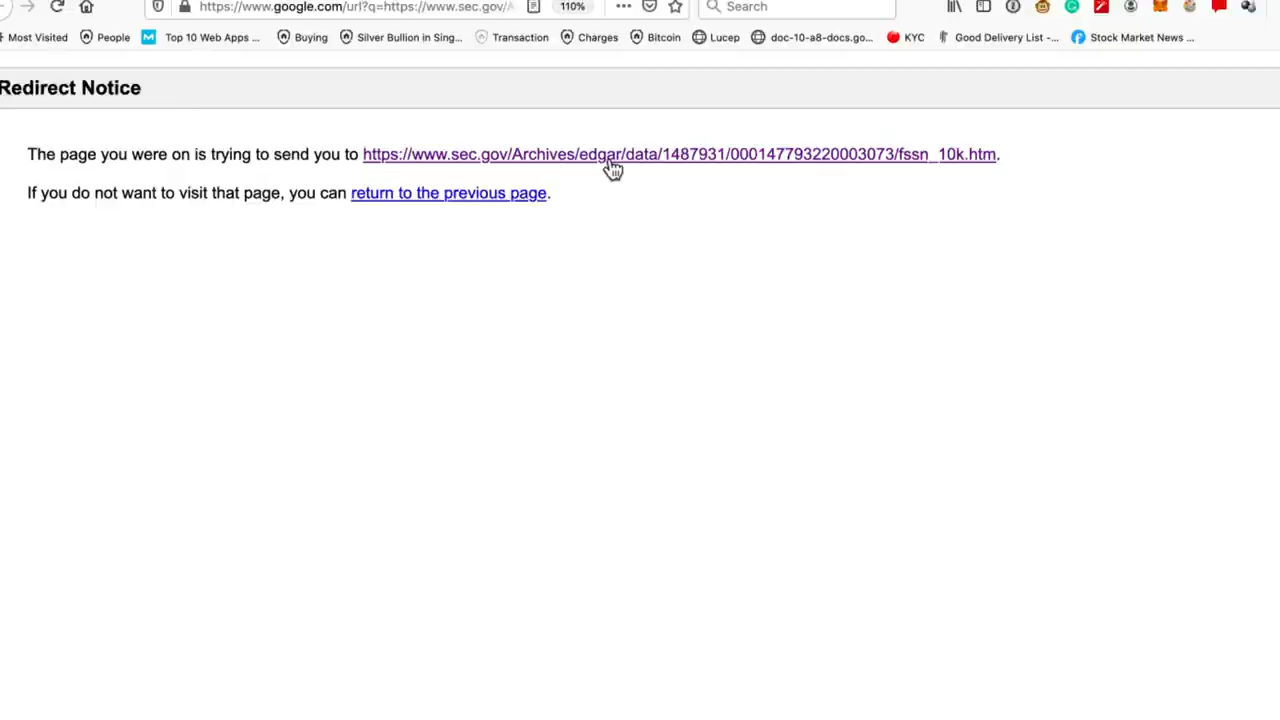 https://www.google.com/url?q=https://www.sec.gov/A 110% Search
Most Visited People Top 10 Web Apps ... Buying Silver Bullion in Sing... Transaction Charges Bitcoin Lucep doc-10-a8-docs.go... KYC Good Delivery List -... Stock Market News ...
Redirect Notice
The page you were on is trying to send you to https://www.sec.gov/Archives/edgar/data/1487931/000147793220003073/fssn_10k.htm.
If you do not want to visit that page, you can return to the previous page.